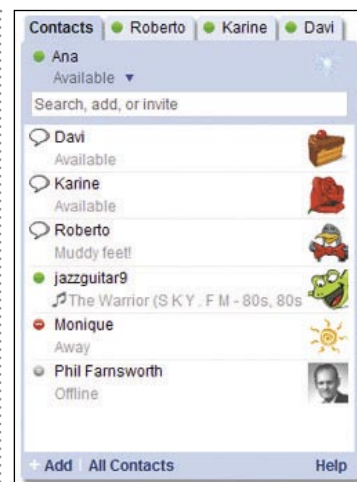 Contacts Roberto Karine Davi
Ana
Available
Search, add, or invite
Davi
Available
Karine
Available
Roberto
Muddy feet!
jazzguitar9
The Warrior (S K Y . F M - 80s, 80s
Monique
Away
Phil Farnsworth
Offline
+ Add All Contacts Help